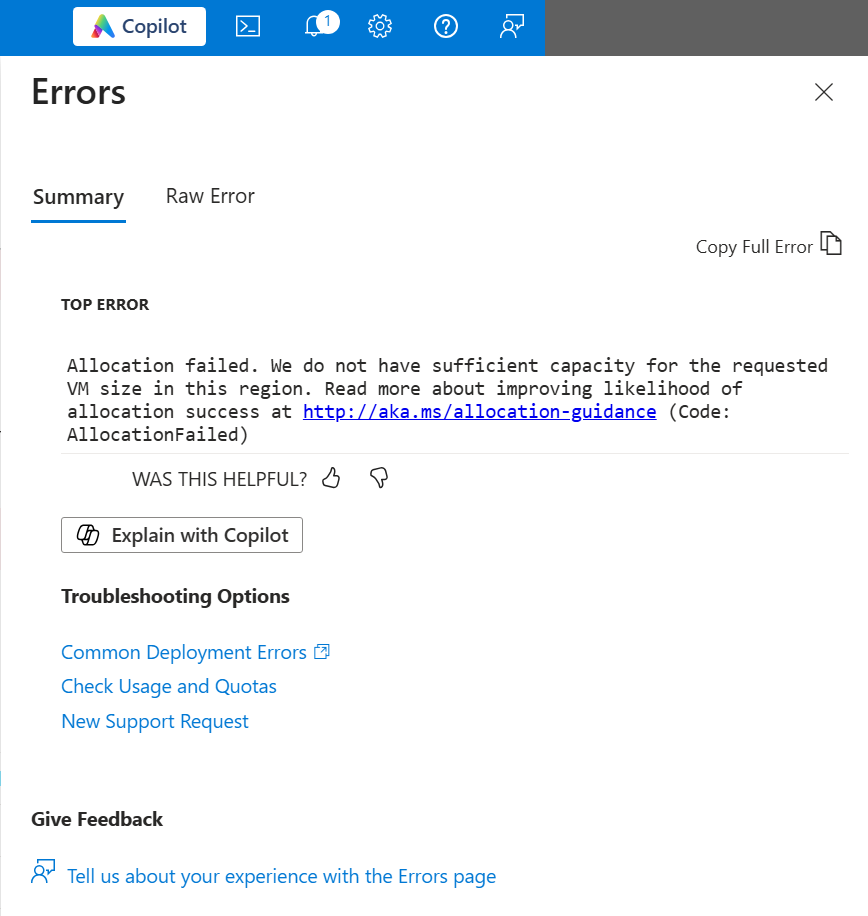 Copilot
1
Errors
Summary Raw Error
Copy Full Error
TOP ERROR
Allocation failed. We do not have sufficient capacity for the requested
VM size in this region. Read more about improving likelihood of
allocation success at http://aka.ms/allocation-guidance (Code:
AllocationFailed)
WAS THIS HELPFUL?
Explain with Copilot
Troubleshooting Options
Common Deployment Errors
Check Usage and Quotas
New Support Request
Give Feedback
Tell us about your experience with the Errors page